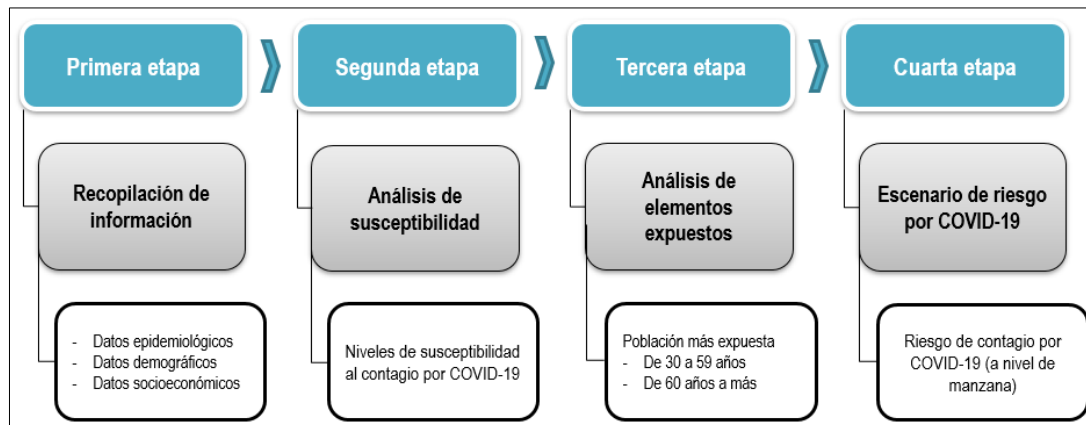 Primera etapa
Segunda etapa
Tercera etapa
Cuarta etapa
Recopilación de
información
Análisis de
susceptibilidad
Análisis de
elementos
expuestos
Escenario de riesgo
por COVID-19
- Datos epidemiológicos
- Datos demográficos
- Datos socioeconómicos
Niveles de susceptibilidad
al contagio por COVID-19
Población más expuesta
- De 30 a 59 años
- De 60 años a más
Riesgo de contagio por
COVID-19 (a nivel de
manzana)